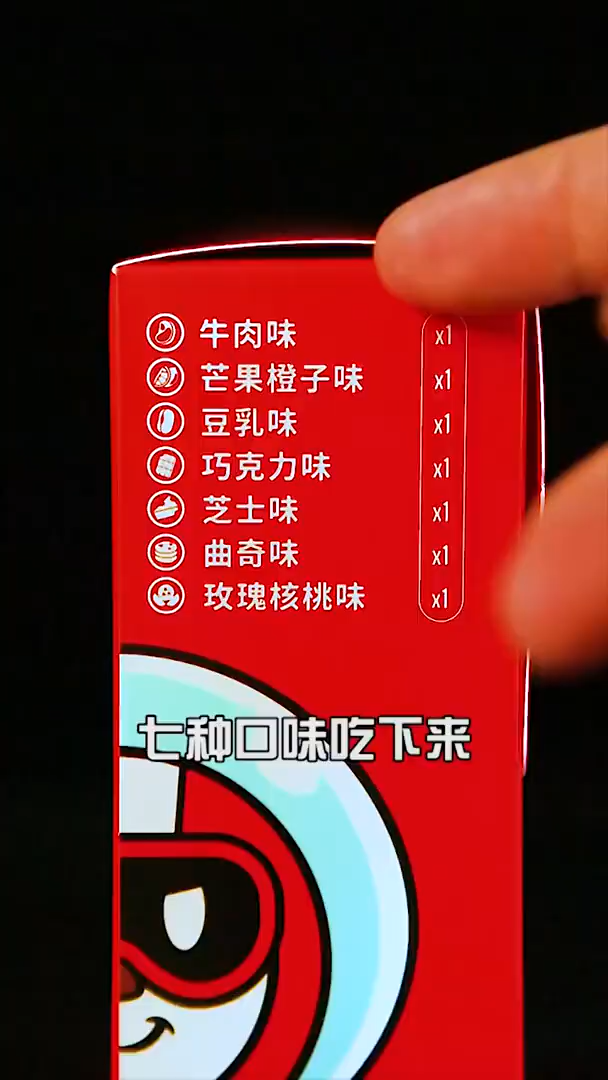 牛肉味 x1
芒果橙子味 x1
豆乳味 x1
巧克力味 x1
芝士味 x1
曲奇味 x1
玫瑰核桃味 x1
七种口味吃下来